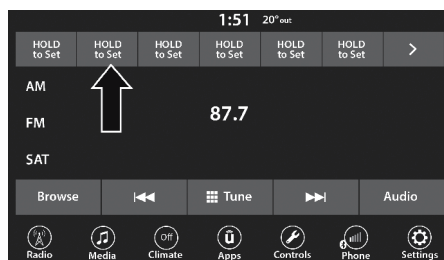 1:51 20°out
HOLD to Set HOLD to Set HOLD to Set HOLD to Set HOLD to Set HOLD to Set
AM
FM
87.7
SAT
Browse Tune Audio
Off ū
Radio Media Climate Apps Controls Phone Settings